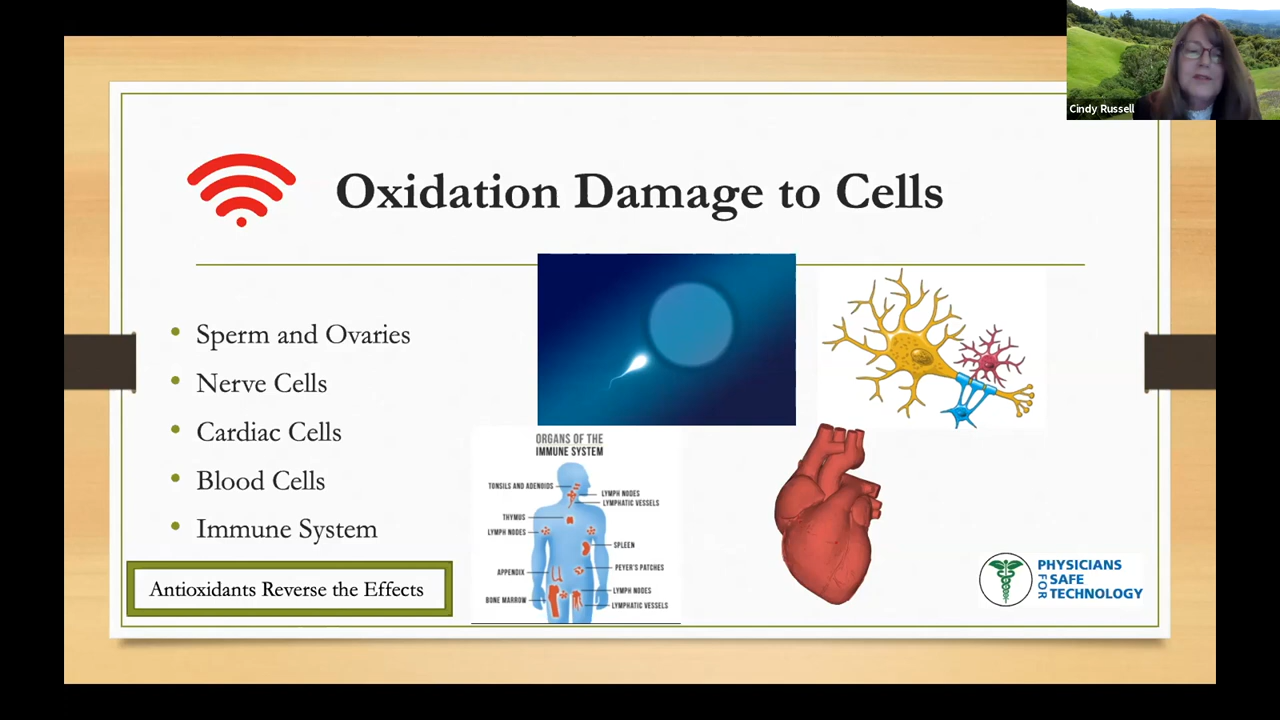 Cindy Russell
Oxidation Damage to Cells
Sperm and Ovaries
Nerve Cells
Cardiac Cells
Blood Cells
Immune System
Antioxidants Reverse the Effects
ORGANS OF THE
IMMUNE SYSTEM
TONSILS AND ADENOIDS
LYMPH NODES
LYMPHATIC VESSELS
THYMUS
LYMPH NODES
SPLEEN
PEYER'S PATCHES
APPENDIX
LYMPH NODES
BONE MARROW
LYMPHATIC VESSELS
PHYSICIANS
FOR SAFE
TECHNOLOGY